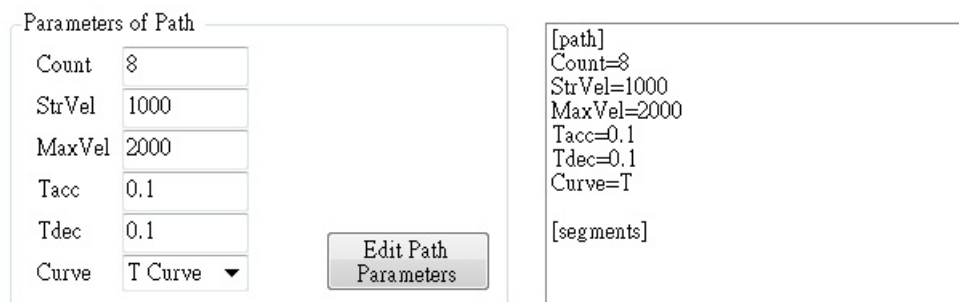 Parameters of Path
Count 8
StrVel 1000
MaxVel 2000
Tacc 0.1
Tdec 0.1
Curve T Curve
Edit Path
Parameters
[path]
Count=8
StrVel=1000
MaxVel=2000
Tacc=0.1
Tdec=0.1
Curve=T
[segments]